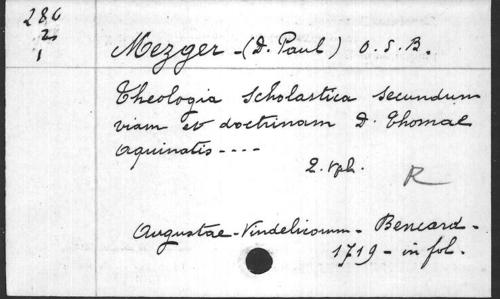 280
2
1
Mezger - (D. Paul) O. S. B.
Theologia scholastica secundum
viam et doctrinam D. Thomae
Aquinatis ----
2. vol.
R
Augustae-Vindelicorum - Bencard -
1719 - in fol.